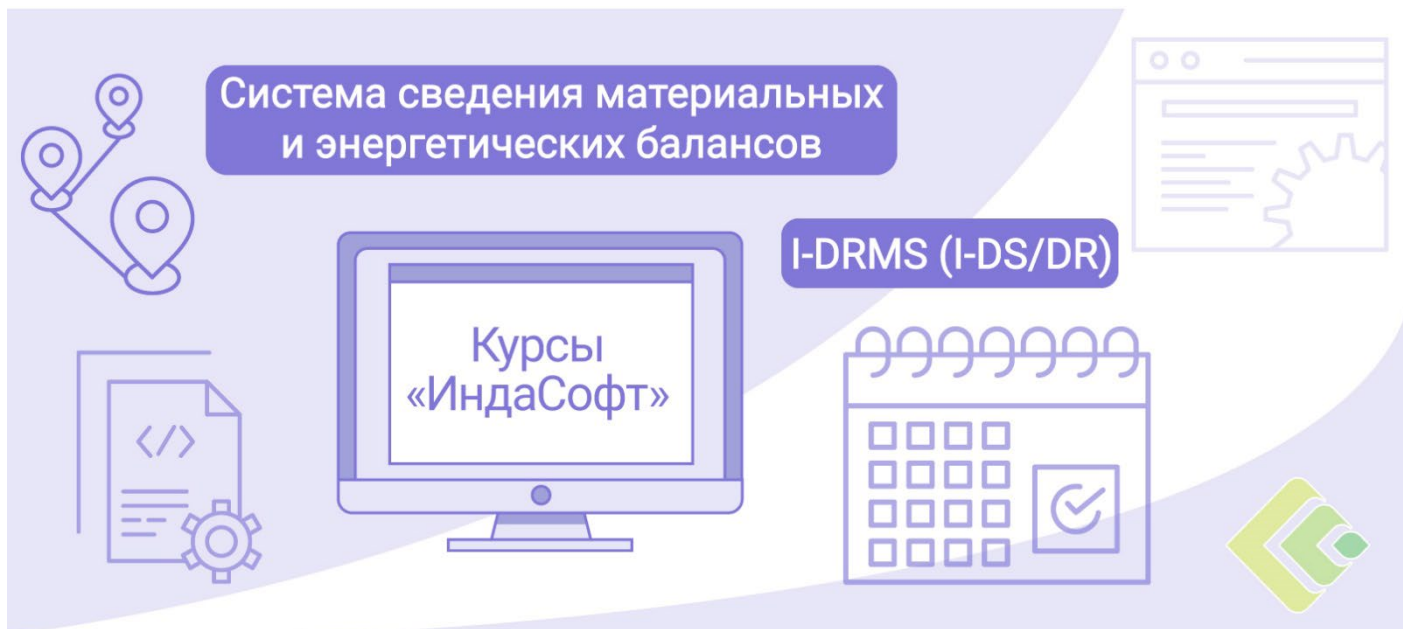 Система сведения материальных
и энергетических балансов
I-DRMS (I-DS/DR)
Курсы
«ИндаСофт»
</>